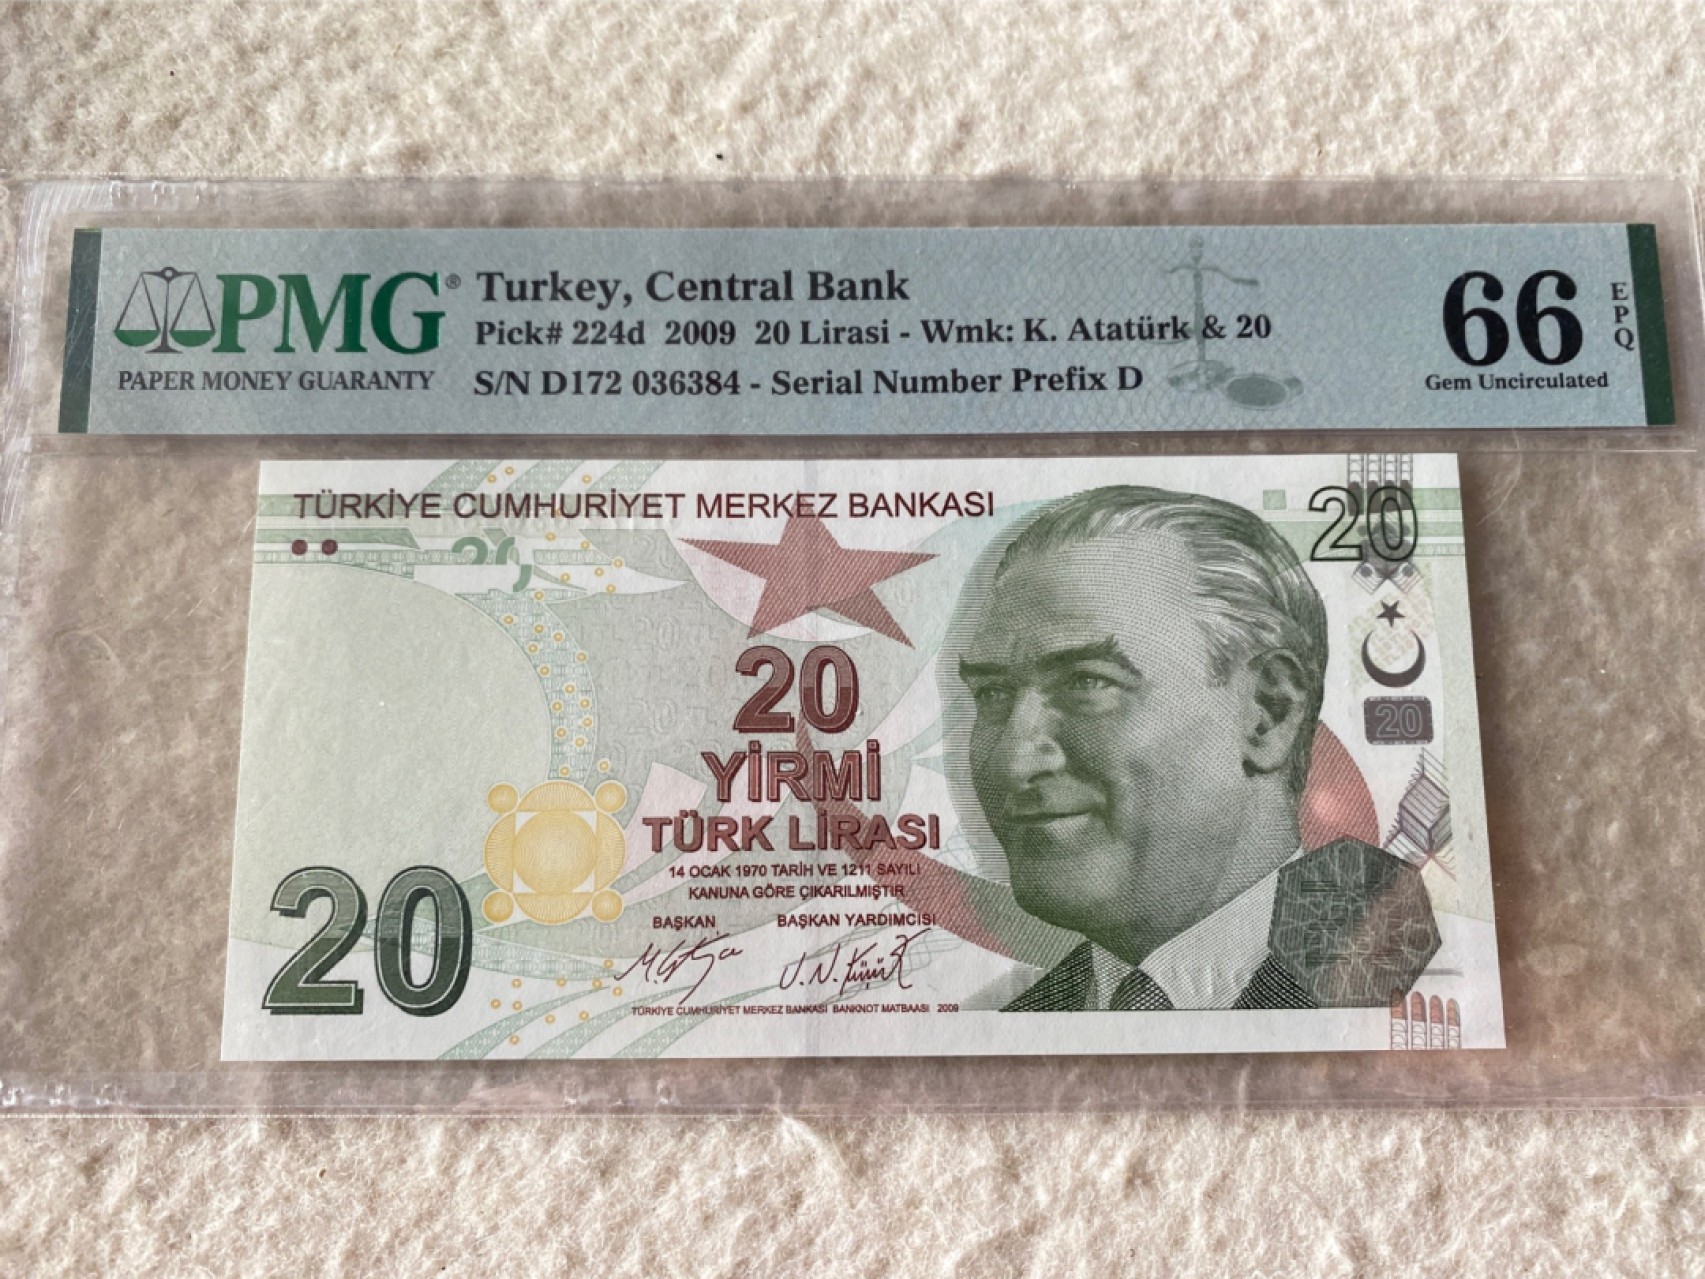 PMG®
PAPER MONEY GUARANTY
Turkey, Central Bank
Pick# 224d 2009 20 Lirasi - Wmk: K. Atatürk & 20
S/N D172 036384 - Serial Number Prefix D
66
EPQ
Gem Uncirculated
TÜRKİYE CUMHURİYET MERKEZ BANKASI
20
20
20
20
YİRMİ
TÜRK LİRASI
14 OCAK 1970 TARİH VE 1211 SAYILI
KANUNA GÖRE ÇIKARILMIŞTIR
BAŞKAN BAŞKAN YARDIMCISI
20
TÜRKİYE CUMHURİYET MERKEZ BANKASI BANKNOT MATBAASI 2009